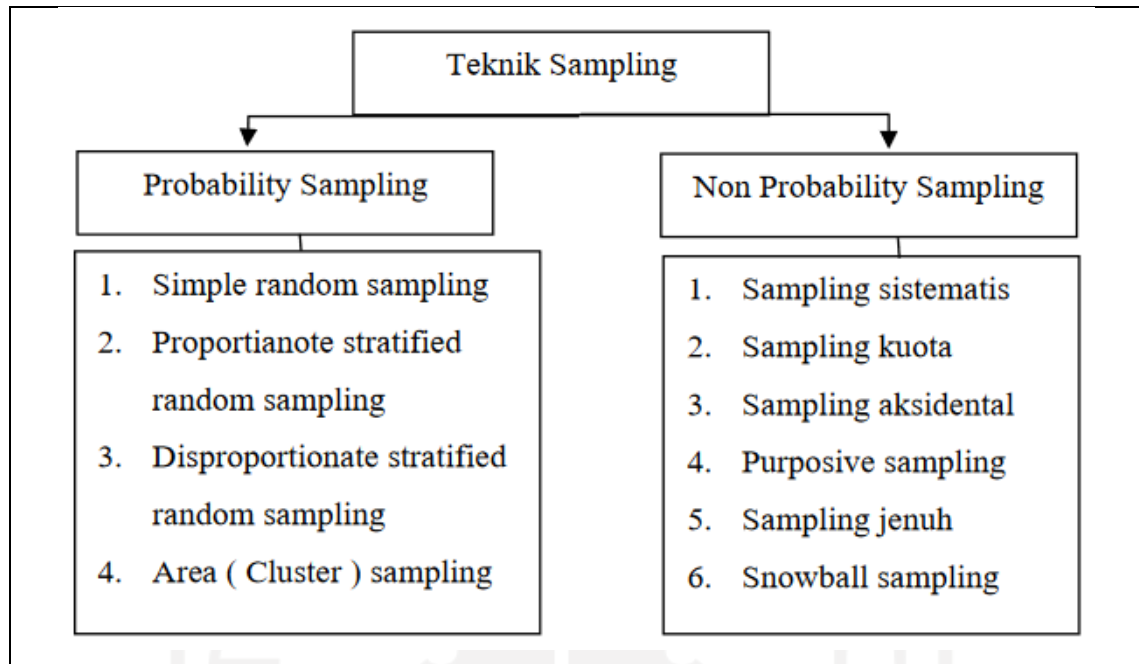 Teknik Sampling
Probability Sampling
1. Simple random sampling
2. Proportianote stratified
random sampling
3. Disproportionate stratified
random sampling
4. Area ( Cluster ) sampling
Non Probability Sampling
1. Sampling sistematis
2. Sampling kuota
3. Sampling aksidental
4. Purposive sampling
5. Sampling jenuh
6. Snowball sampling